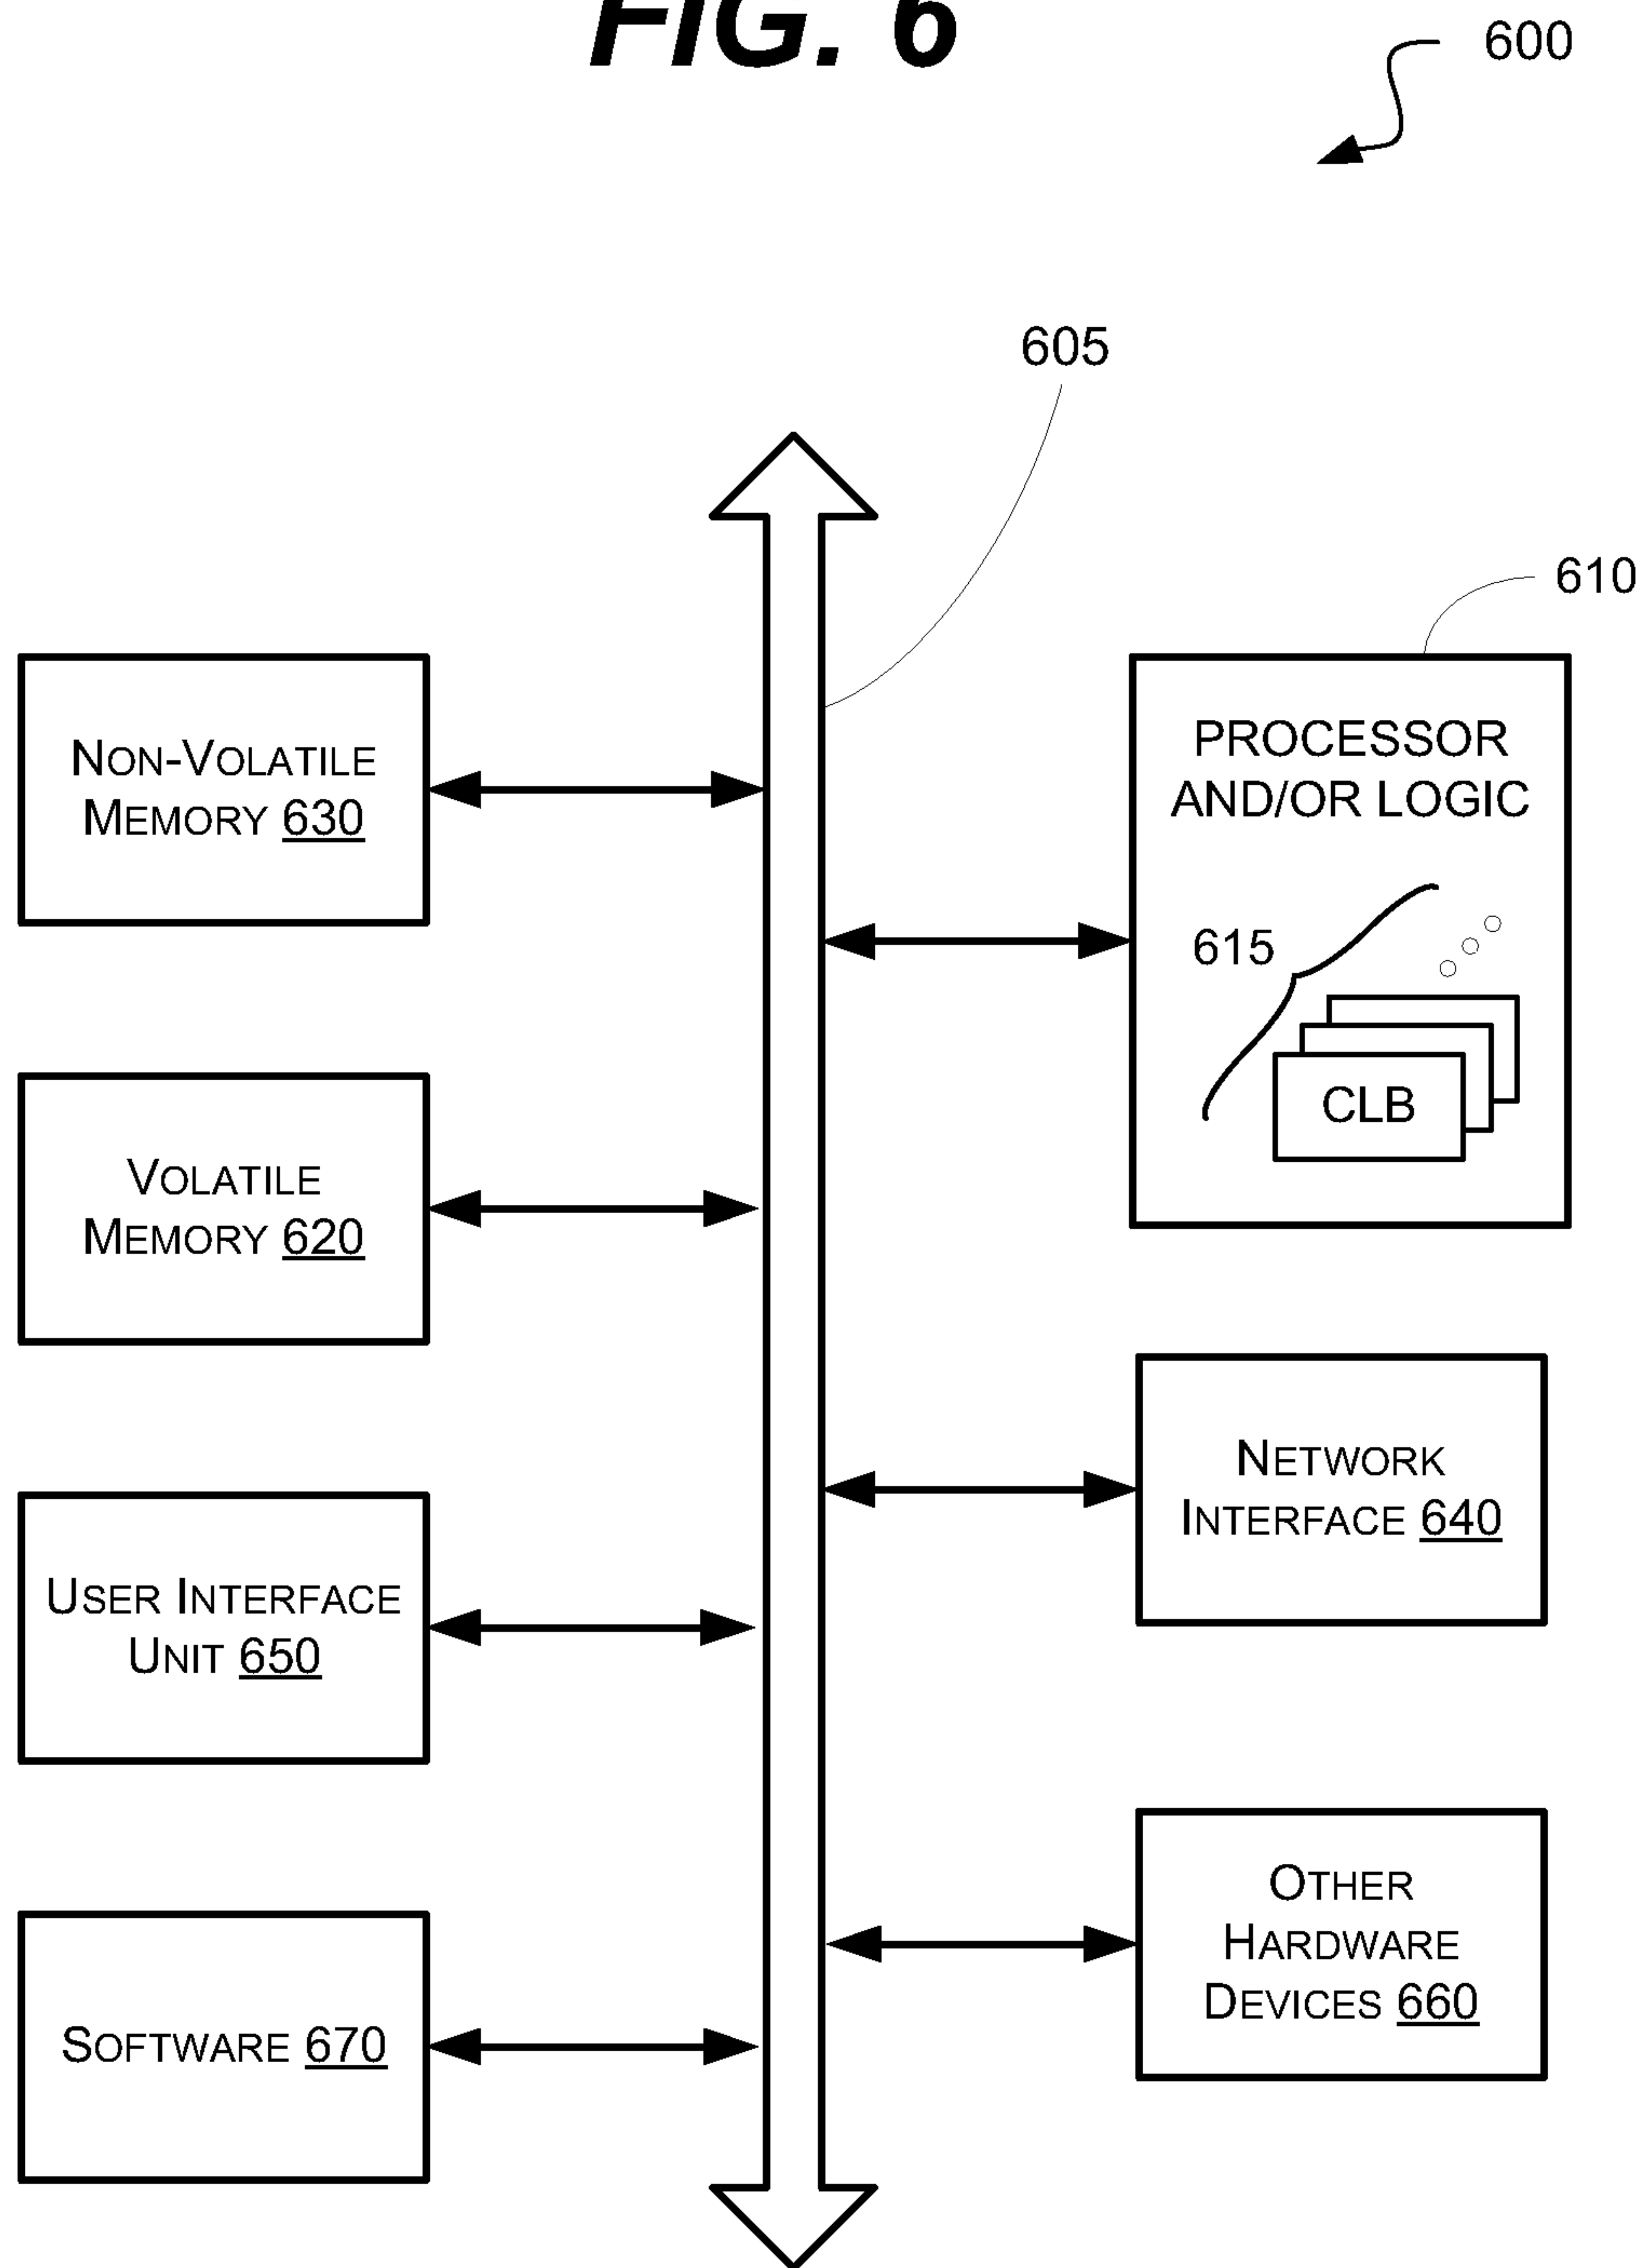 FIG. 6
600
605
610
NON-VOLATILE
MEMORY 630
PROCESSOR
AND/OR LOGIC
615
CLB
VOLATILE
MEMORY 620
NETWORK
INTERFACE 640
USER INTERFACE
UNIT 650
OTHER
HARDWARE
DEVICES 660
SOFTWARE 670